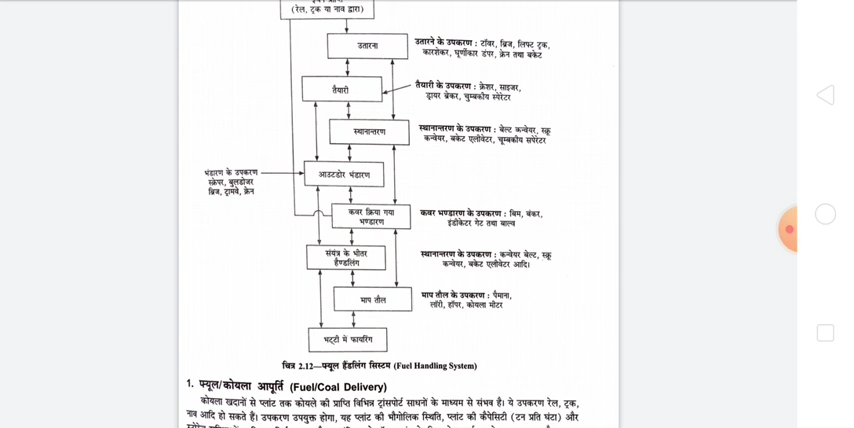 (रेल, ट्रक या नाव द्वारा)
उतारना
उतारने के उपकरण : टॉवर, ब्रिज, लिफ्ट ट्रक,
कारशेकर, घूर्णीकार डंपर, क्रेन तथा बकेट
तैयारी
तैयारी के उपकरण : क्रेशर, साइजर,
ड्रायर ब्रेकर, चुम्बकीय स्पेरेटर
स्थानान्तरण
स्थानान्तरण के उपकरण : बेल्ट कन्वेयर, स्क्रू
कन्वेयर, बकेट एलीवेटर, चूम्बकीय सपेरेटर
भंडारण के उपकरण
स्क्रेपर, बुलडोजर
ब्रिज, ट्रामवे, क्रेन
आउटडोर भंडारण
कवर क्रिया गया
भण्डारण
कवर भण्डारण के उपकरण : बिम, बंकर,
इंडीकेटर गेट तथा वाल्व
संयंत्र के भीतर
हैण्डलिंग
स्थानान्तरण के उपकरण : कन्वेयर बेल्ट, स्क्रू
कन्वेयर, बकेट एलीवेटर आदि।
माप तौल
माप तौल के उपकरण : पैमाना,
लॉरी, हॉपर, कोयला मीटर
भट्टी में फायरिंग
चित्र 2.12—फ्यूल हैंडलिंग सिस्टम (Fuel Handling System)
1. फ्यूल/कोयला आपूर्ति (Fuel/Coal Delivery)
कोयला खदानों से प्लांट तक कोयले की प्राप्ति विभिन्न ट्रांसपोर्ट साधनों के माध्यम से संभव है। ये उपकरण रेल, ट्रक,
नाव आदि हो सकते हैं। उपकरण उपयुक्त होगा, यह प्लांट की भौगोलिक स्थिति, प्लांट की कैपेसिटी (टन प्रति घंटा) और